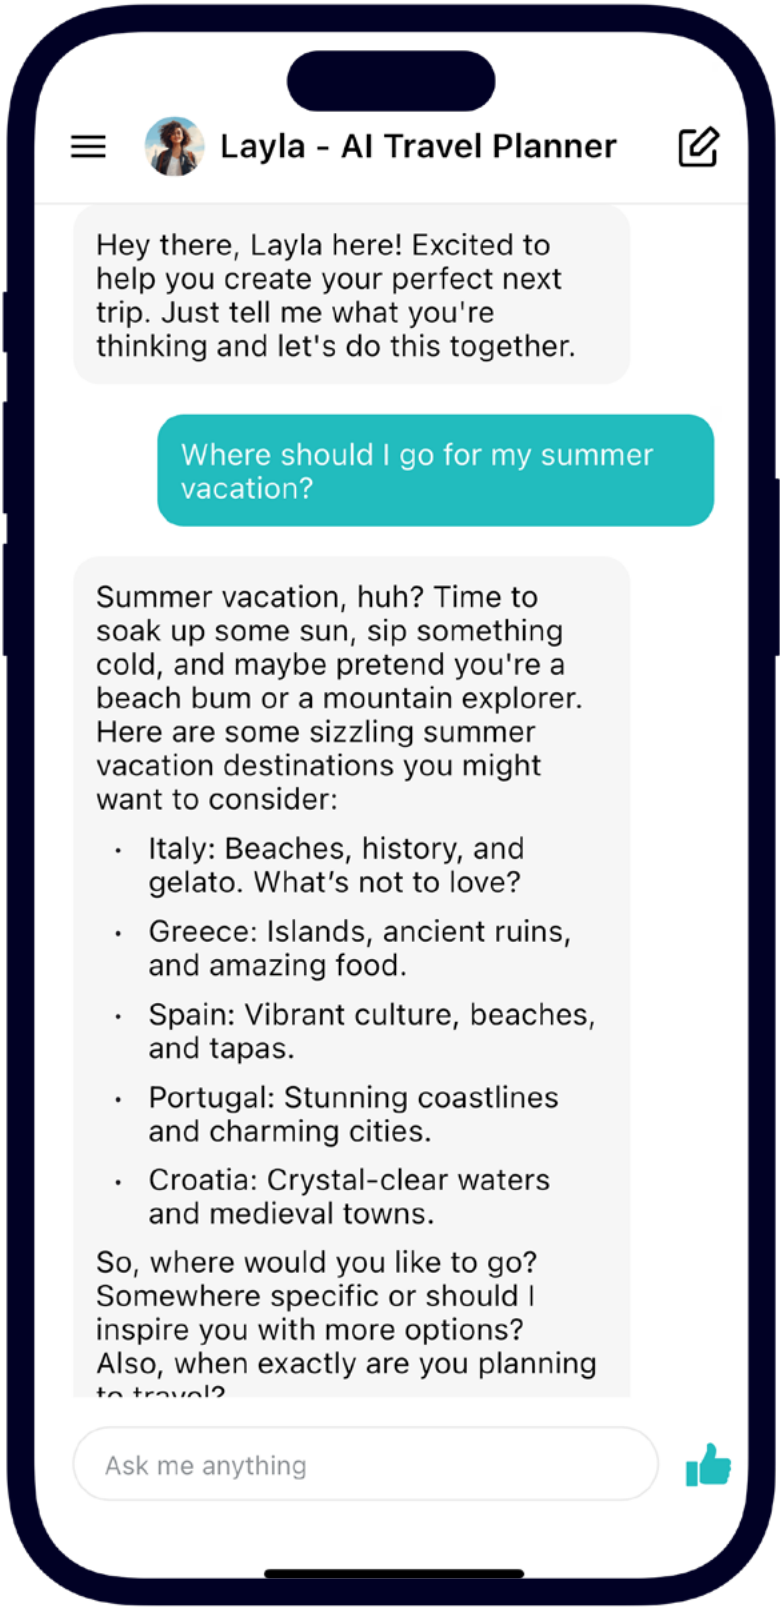 Layla - AI Travel Planner
Hey there, Layla here! Excited to
help you create your perfect next
trip. Just tell me what you're
thinking and let's do this together.
Where should I go for my summer
vacation?
Summer vacation, huh? Time to
soak up some sun, sip something
cold, and maybe pretend you're a
beach bum or a mountain explorer.
Here are some sizzling summer
vacation destinations you might
want to consider:
· Italy: Beaches, history, and
gelato. What’s not to love?
· Greece: Islands, ancient ruins,
and amazing food.
· Spain: Vibrant culture, beaches,
and tapas.
· Portugal: Stunning coastlines
and charming cities.
· Croatia: Crystal-clear waters
and medieval towns.
So, where would you like to go?
Somewhere specific or should I
inspire you with more options?
Also, when exactly are you planning
to travel?
Ask me anything